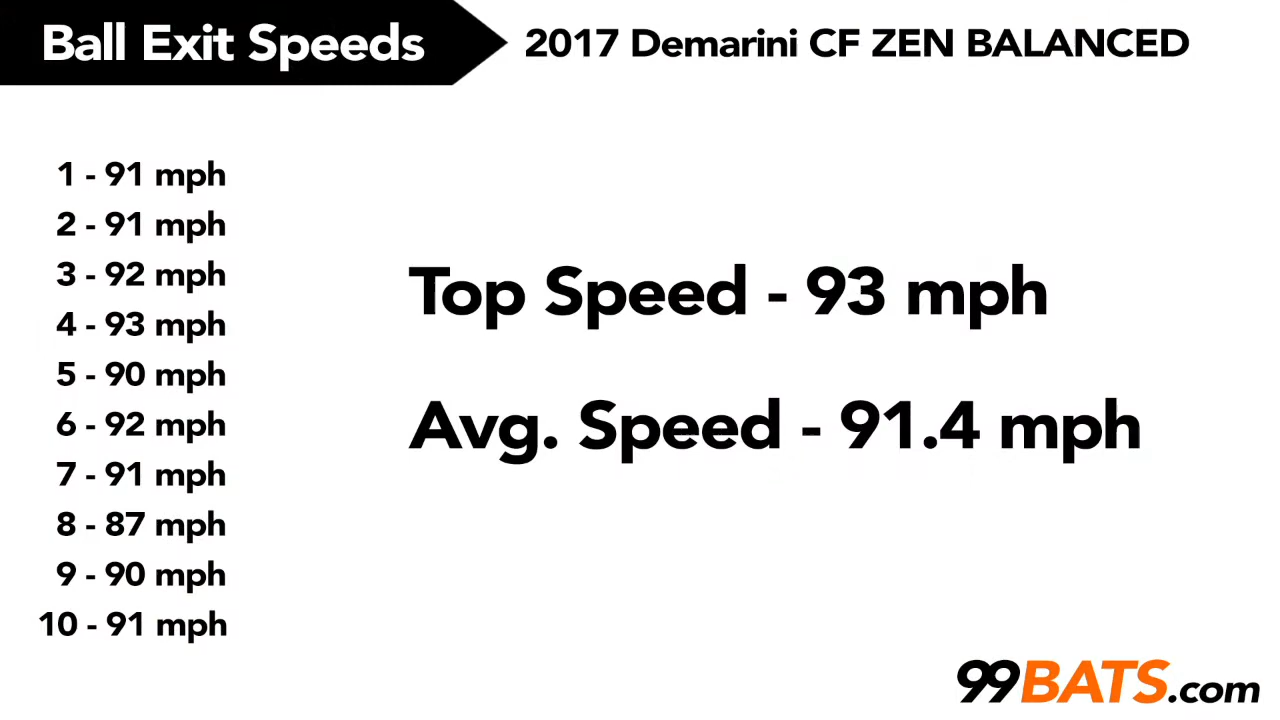 Ball Exit Speeds
2017 Demarini CF ZEN BALANCED
1 - 91 mph
2 - 91 mph
3 - 92 mph
4 - 93 mph
5 - 90 mph
6 - 92 mph
7 - 91 mph
8 - 87 mph
9 - 90 mph
10 - 91 mph
Top Speed - 93 mph
Avg. Speed - 91.4 mph
99BATS.com